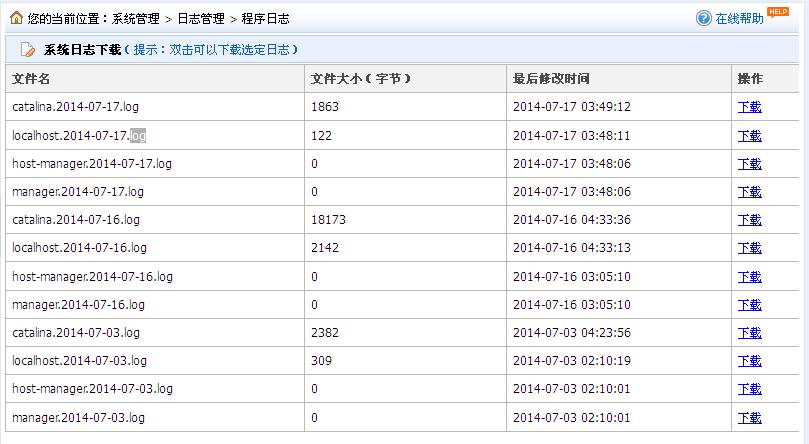 您的当前位置：系统管理 > 日志管理 > 程序日志 在线帮助 HELP
系统日志下载（提示：双击可以下载选定日志）
文件名 文件大小（字节） 最后修改时间 操作
catalina.2014-07-17.log 1863 2014-07-17 03:49:12 下载
localhost.2014-07-17.log 122 2014-07-17 03:48:11 下载
host-manager.2014-07-17.log 0 2014-07-17 03:48:06 下载
manager.2014-07-17.log 0 2014-07-17 03:48:06 下载
catalina.2014-07-16.log 18173 2014-07-16 04:33:36 下载
localhost.2014-07-16.log 2142 2014-07-16 04:33:13 下载
host-manager.2014-07-16.log 0 2014-07-16 03:05:10 下载
manager.2014-07-16.log 0 2014-07-16 03:05:10 下载
catalina.2014-07-03.log 2382 2014-07-03 04:23:56 下载
localhost.2014-07-03.log 309 2014-07-03 02:10:19 下载
host-manager.2014-07-03.log 0 2014-07-03 02:10:01 下载
manager.2014-07-03.log 0 2014-07-03 02:10:01 下载